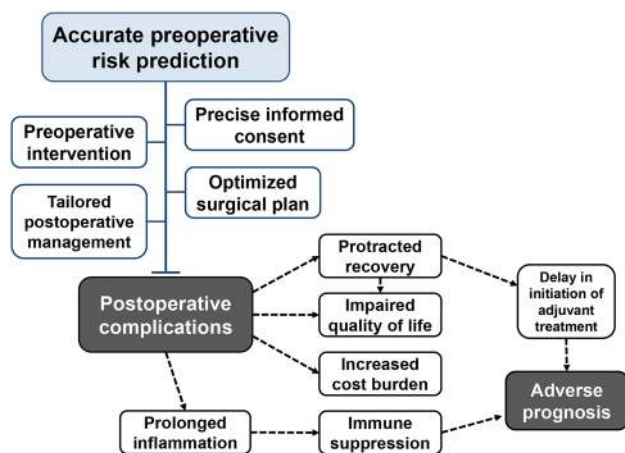 Accurate preoperative
risk prediction
Precise informed
consent
Preoperative
intervention
Optimized
surgical plan
Tailored
postoperative
management
Protracted
recovery
Delay in
initiation of
adjuvant
treatment
Postoperative
complications
Impaired
quality of life
Increased
cost burden
Adverse
prognosis
Prolonged
inflammation
Immune
suppression